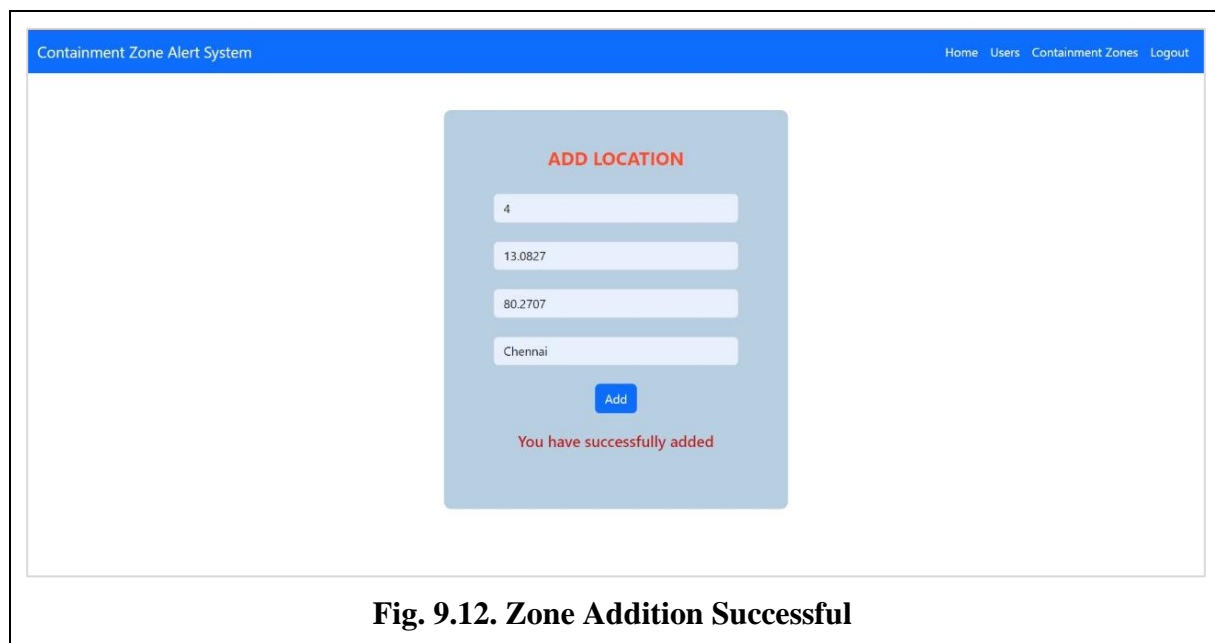 Containment Zone Alert System Home Users Containment Zones Logout
ADD LOCATION
4
13.0827
80.2707
Chennai
Add
You have successfully added
Fig. 9.12. Zone Addition Successful